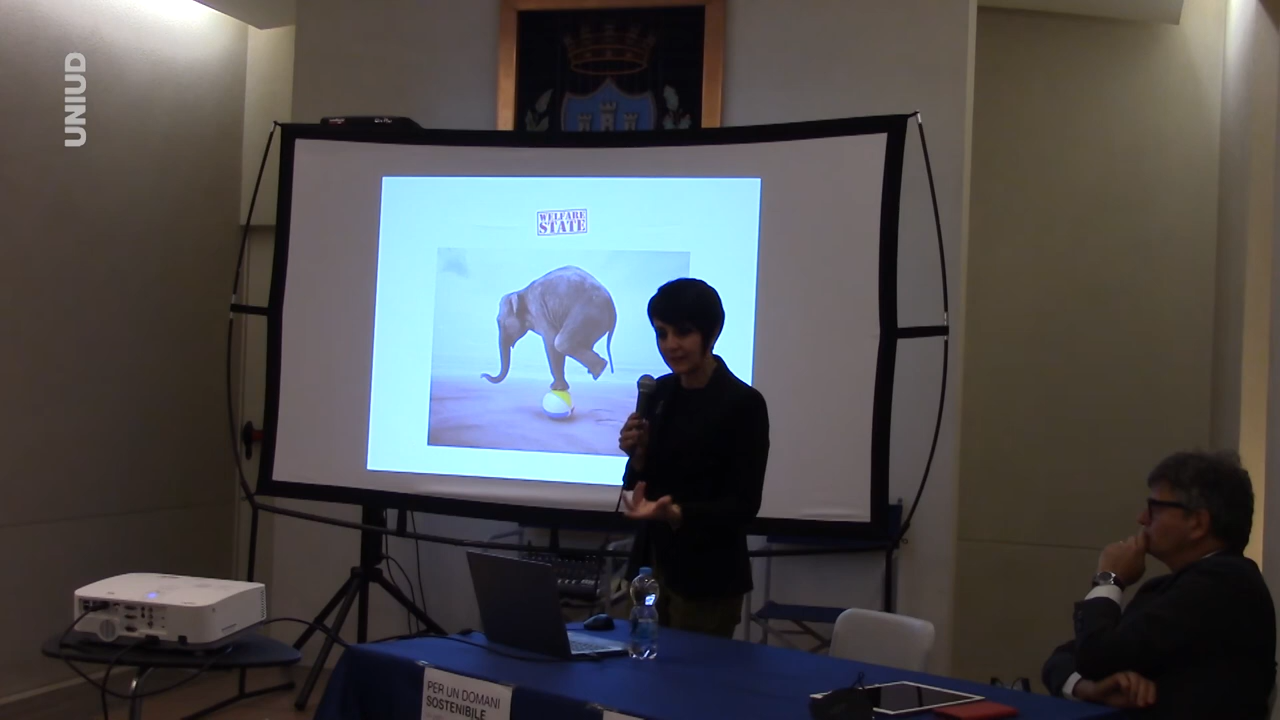 UNIUD
WELFARE
STATE
PER UN DOMANI
SOSTENIBILE